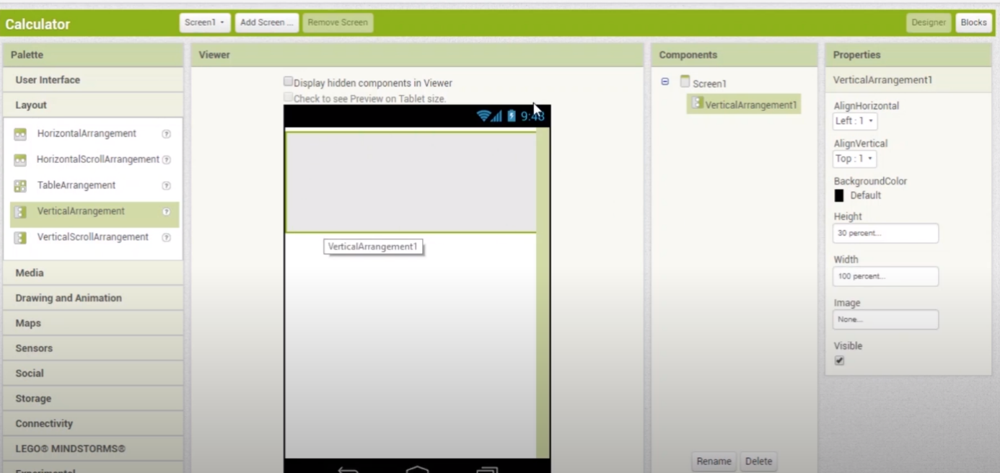 Calculator
Screen1
Add Screen ...
Remove Screen
Designer
Blocks
Palette
User Interface
Layout
HorizontalArrangement
HorizontalScrollArrangement
TableArrangement
VerticalArrangement
VerticalScrollArrangement
Media
Drawing and Animation
Maps
Sensors
Social
Storage
Connectivity
LEGO® MINDSTORMS®
Experimental
Viewer
Display hidden components in Viewer
Check to see Preview on Tablet size.
9:48
VerticalArrangement1
Components
Screen1
VerticalArrangement1
Rename
Delete
Properties
VerticalArrangement1
AlignHorizontal
Left : 1
AlignVertical
Top : 1
BackgroundColor
Default
Height
30 percent...
Width
100 percent...
Image
None...
Visible